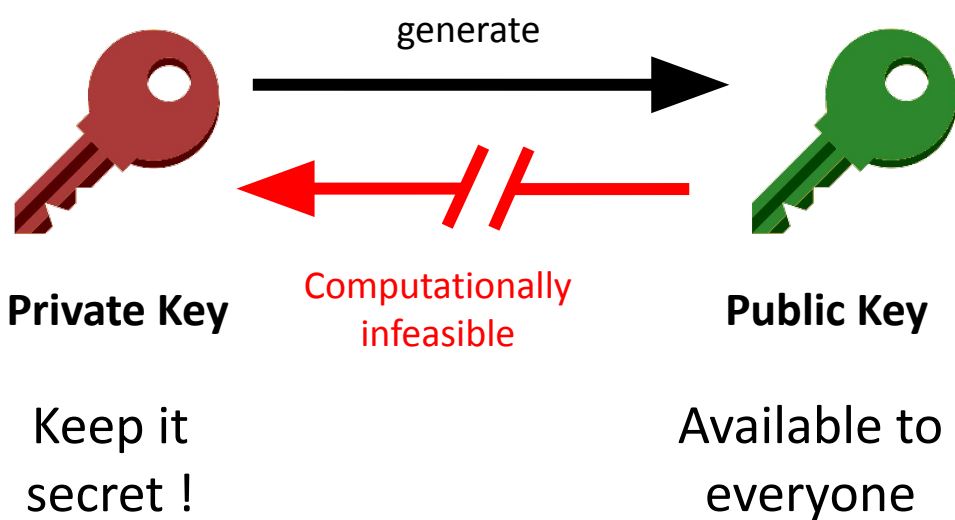 generate
Computationally
infeasible
Private Key
Public Key
Keep it
secret !
Available to
everyone